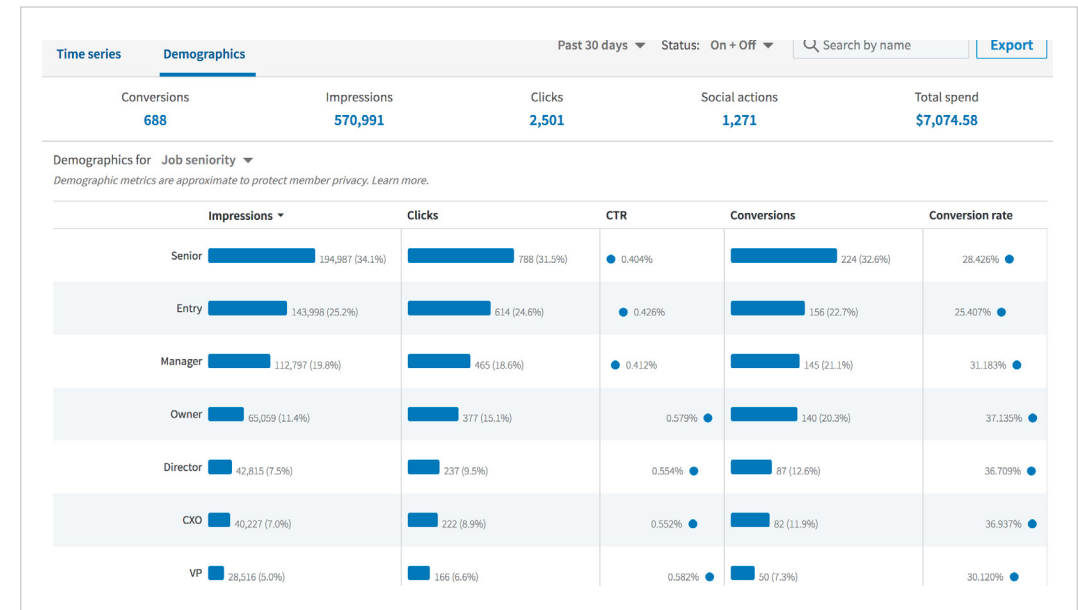 Time series Demographics Past 30 days Status: On + Off Search by name Export
Conversions Impressions Clicks Social actions Total spend
688 570,991 2,501 1,271 $7,074.58
Demographics for Job seniority
Demographic metrics are approximate to protect member privacy. Learn more.
Impressions Clicks CTR Conversions Conversion rate
Senior 194,987 (34.1%) 788 (31.5%) 0.404% 224 (32.6%) 28.426%
Entry 143,998 (25.2%) 614 (24.6%) 0.426% 156 (22.7%) 25.407%
Manager 112,797 (19.8%) 465 (18.6%) 0.412% 145 (21.1%) 31.183%
Owner 65,059 (11.4%) 377 (15.1%) 0.579% 140 (20.3%) 37.135%
Director 42,815 (7.5%) 237 (9.5%) 0.554% 87 (12.6%) 36.709%
CXO 40,227 (7.0%) 222 (8.9%) 0.552% 82 (11.9%) 36.937%
VP 28,516 (5.0%) 166 (6.6%) 0.582% 50 (7.3%) 30.120%